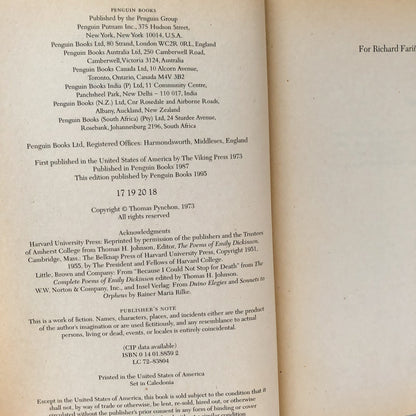 PENGUIN BOOKS
Published by the Penguin Group
Penguin Putnam Inc., 375 Hudson Street,
New York, New York 10014, U.S.A.
Penguin Books Ltd, 80 Strand, London WC2R 0RL, England
Penguin Books Australia Ltd, 250 Camberwell Road,
Camberwell, Victoria 3124, Australia
Penguin Books Canada Ltd, 10 Alcorn Avenue,
Toronto, Ontario, Canada M4V 3B2
Penguin Books India (P) Ltd, 11 Community Centre,
Panchsheel Park, New Delhi – 110 017, India
Penguin Books (N.Z.) Ltd, Cnr Rosedale and Airborne Roads,
Albany, Auckland, New Zealand
Penguin Books (South Africa) (Pty) Ltd, 24 Sturdee Avenue,
Rosebank, Johannesburg 2196, South Africa
Penguin Books Ltd, Registered Offices: Harmondsworth, Middlesex, England
First published in the United States of America by The Viking Press 1973
Published in Penguin Books 1987
This edition published by Penguin Books 1995
17 19 20 18
Copyright © Thomas Pynchon, 1973
All rights reserved
Acknowledgments
Harvard University Press: Reprinted by permission of the publishers and the Trustees
of Amherst College from Thomas H. Johnson, Editor, The Poems of Emily Dickinson,
Cambridge, Mass.: The Belknap Press of Harvard University Press, Copyright 1951,
1955, by The President and Fellows of Harvard College.
Little, Brown and Company: From “Because I Could Not Stop for Death” from The
Complete Poems of Emily Dickinson edited by Thomas H. Johnson.
W.W. Norton & Company, Inc., and Insel Verlag: From Duino Elegies and Sonnets to
Orpheus by Rainer Maria Rilke.
PUBLISHER'S NOTE
This is a work of fiction. Names, characters, places, and incidents either are the product
of the author's imagination or are used fictitiously, and any resemblance to actual
persons, living or dead, events, or locales is entirely coincidental.
(CIP data available)
ISBN 0 14 01.8859 2
LC 72–83804
Printed in the United States of America
Set in Caledonia
Except in the United States of America, this book is sold subject to the condition that it
shall not, by way of trade or otherwise, be lent, re-sold, hired out, or otherwise
circulated without the publisher's prior consent in any form of binding or cover
For Richard Fariñ